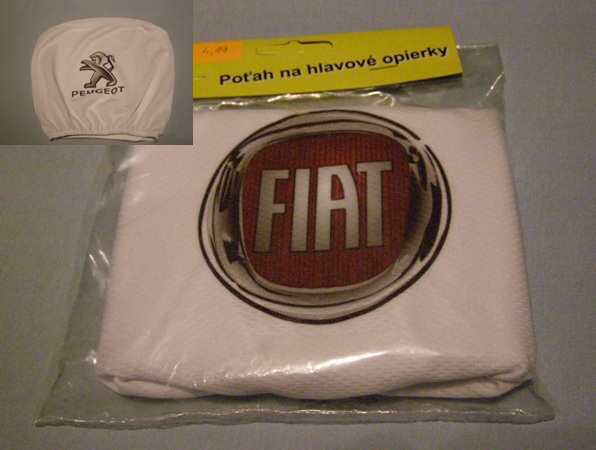 PEUGEOT
Poťah na hlavové opierky
FIAT